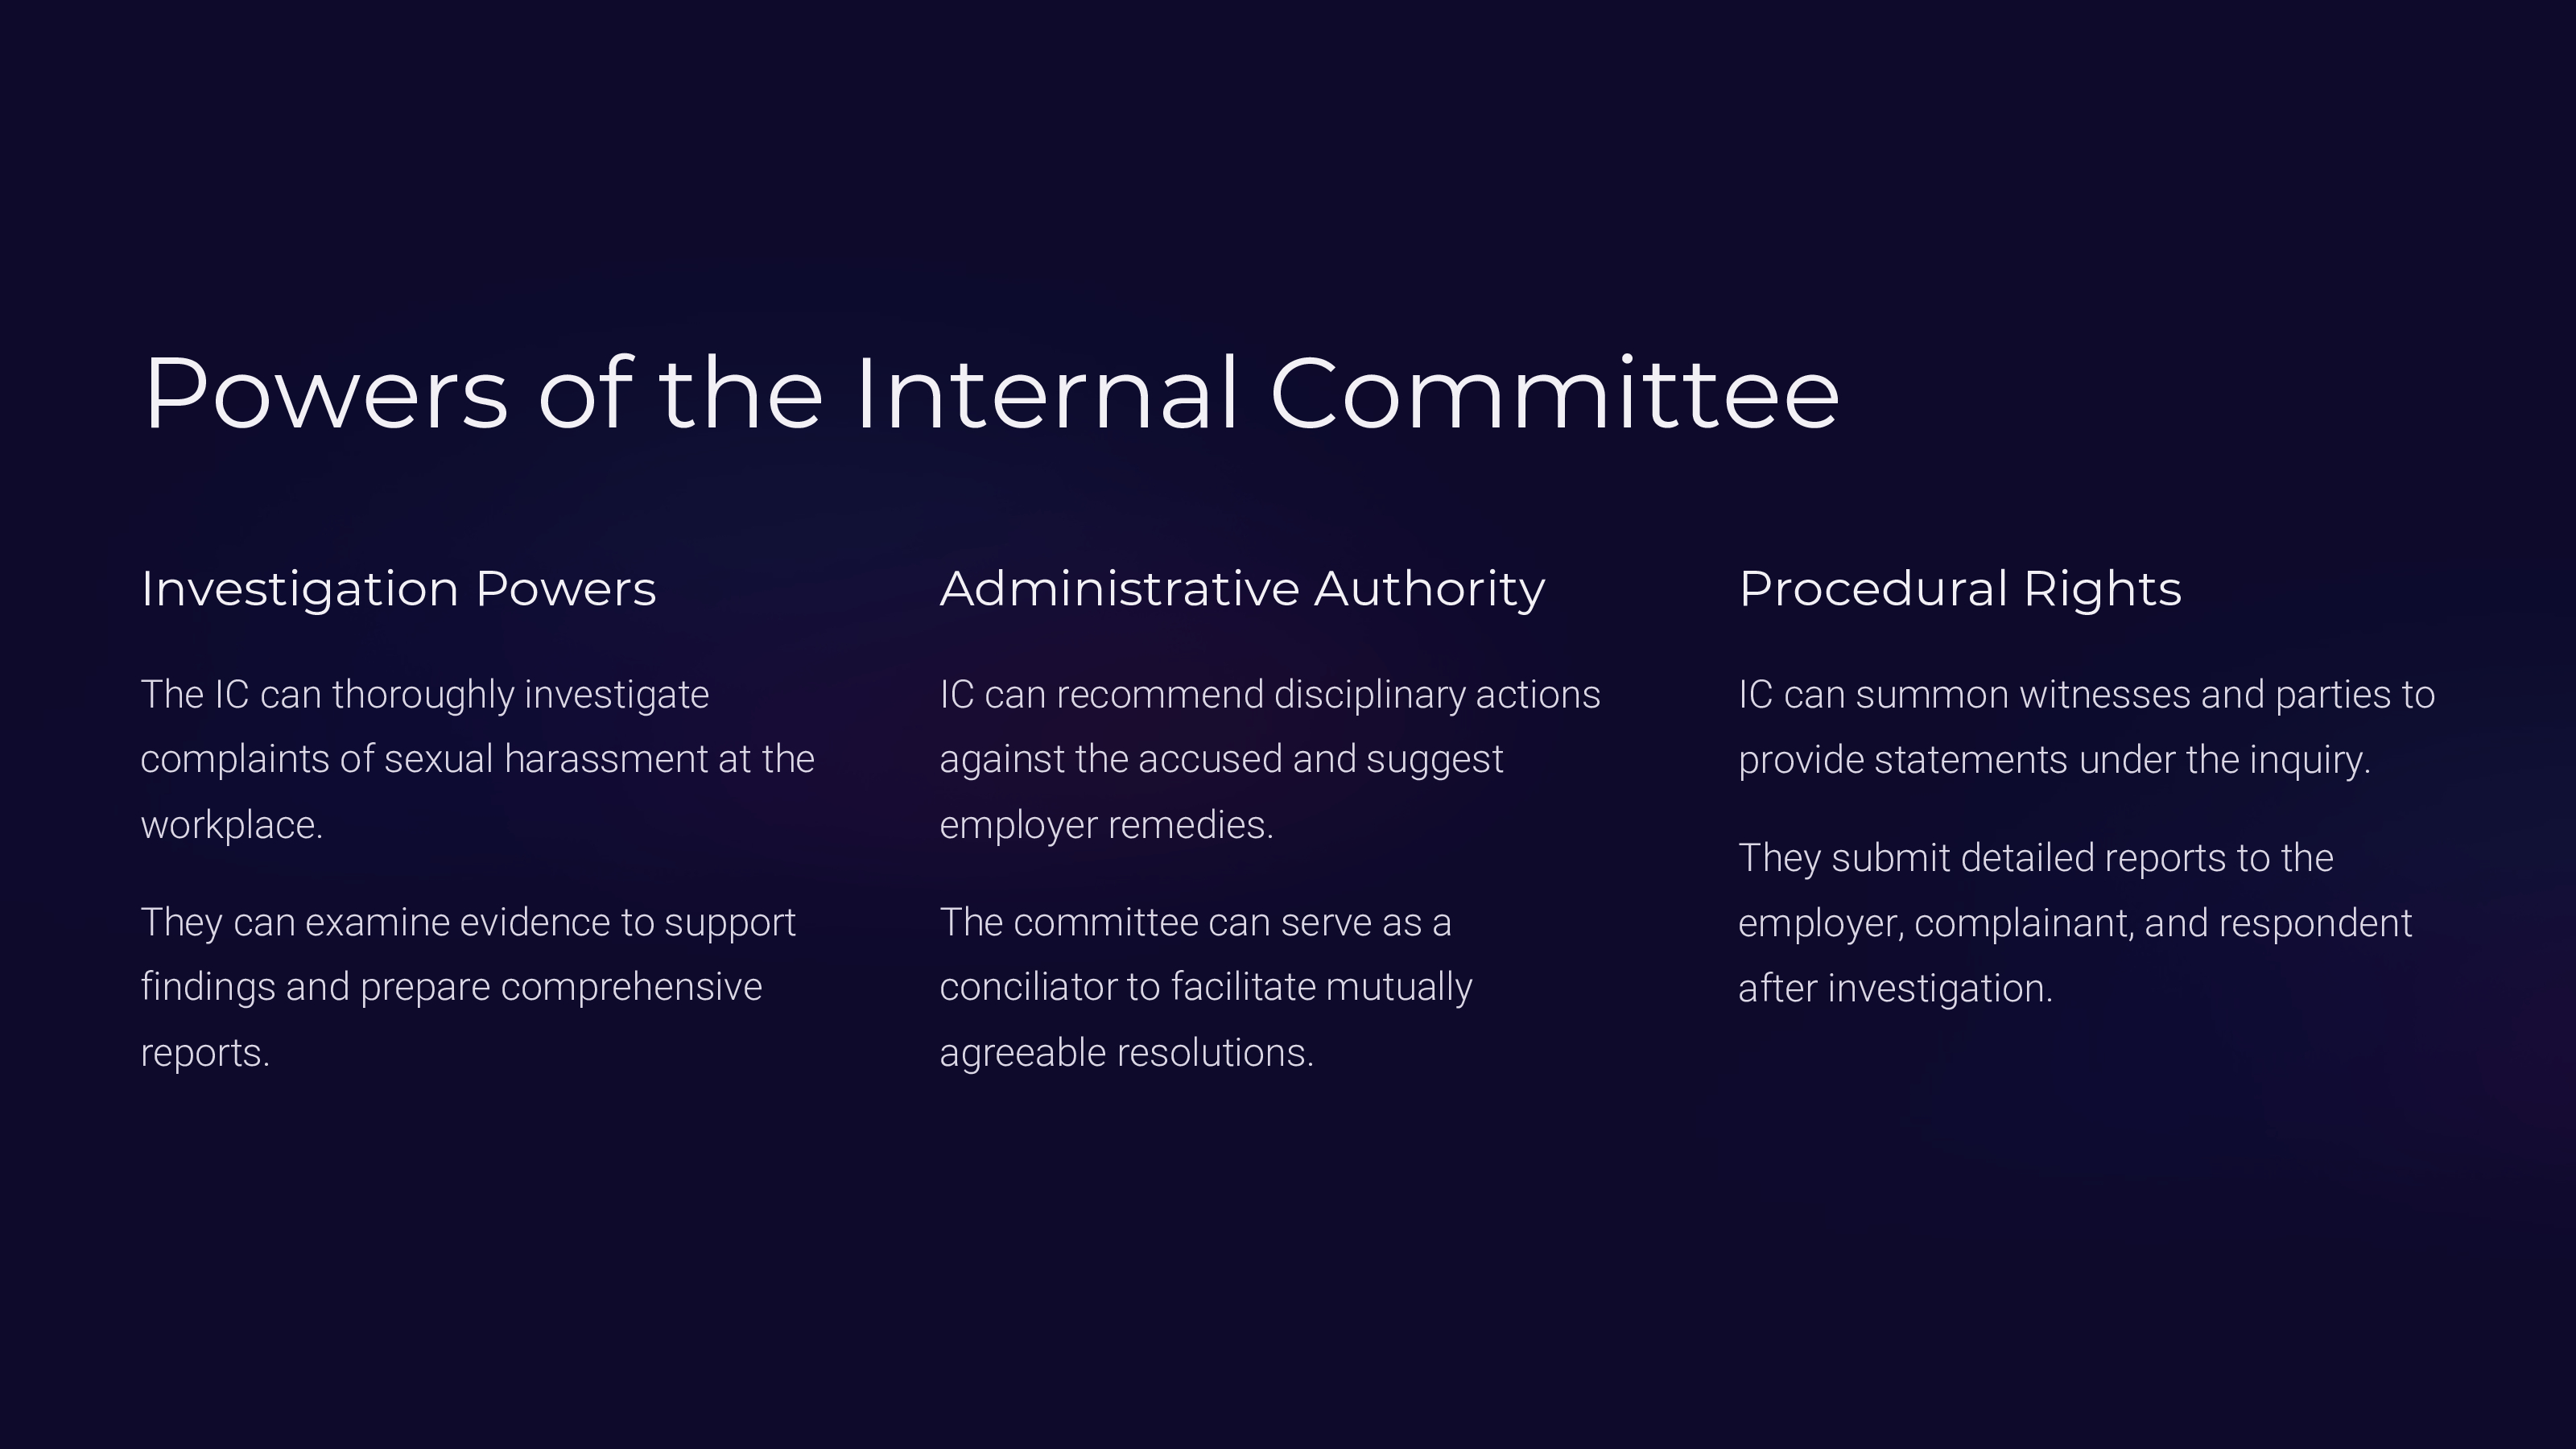 Powers of the Internal Committee
Investigation Powers
The IC can thoroughly investigate
complaints of sexual harassment at the
workplace.
They can examine evidence to support
findings and prepare comprehensive
reports.
Administrative Authority
IC can recommend disciplinary actions
against the accused and suggest
employer remedies.
The committee can serve as a
conciliator to facilitate mutually
agreeable resolutions.
Procedural Rights
IC can summon witnesses and parties to
provide statements under the inquiry.
They submit detailed reports to the
employer, complainant, and respondent
after investigation.